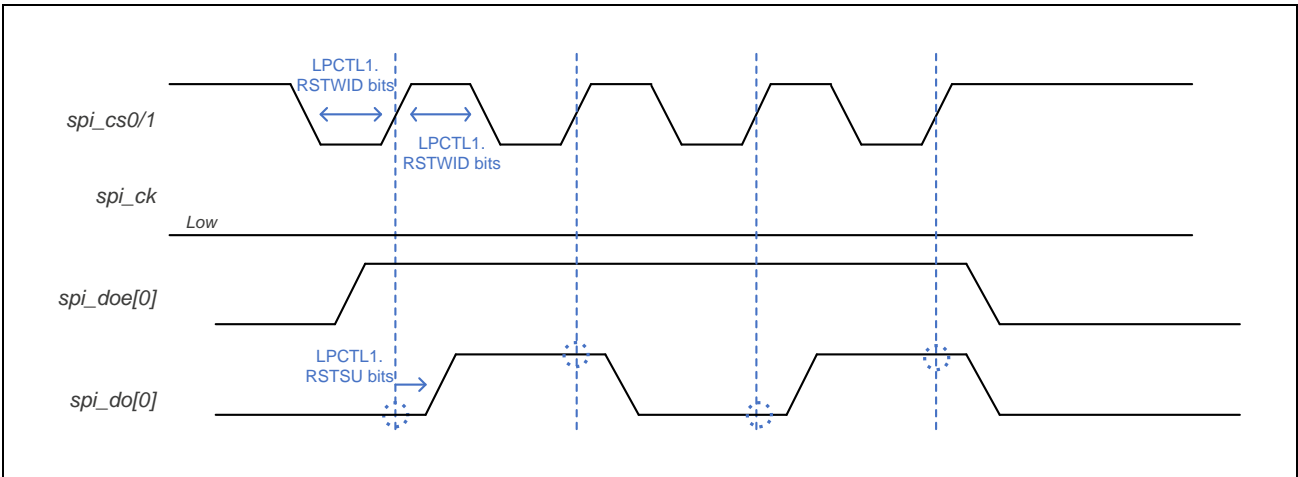 LPCTL1.
RSTWID bits
spi_cs0/1
LPCTL1.
RSTWID bits
spi_ck
Low
spi_doe[0]
LPCTL1.
RSTSU bits
spi_do[0]